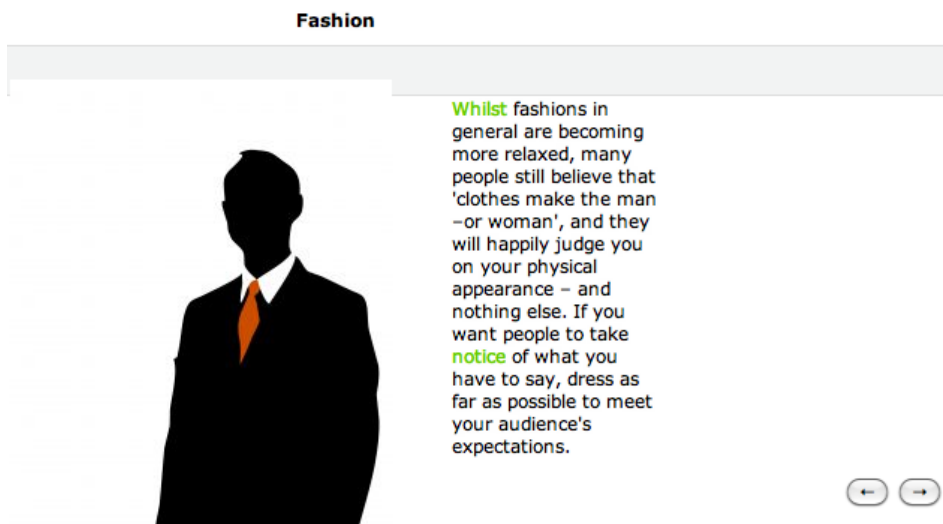 Fashion
Whilst fashions in
general are becoming
more relaxed, many
people still believe that
'clothes make the man
–or woman', and they
will happily judge you
on your physical
appearance – and
nothing else. If you
want people to take
notice of what you
have to say, dress as
far as possible to meet
your audience's
expectations.